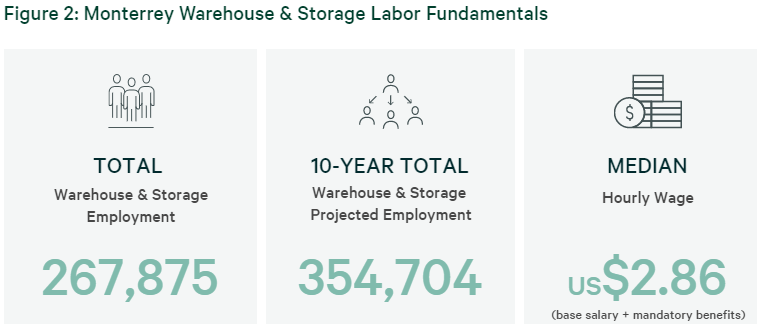 Figure 2: Monterrey Warehouse & Storage Labor Fundamentals
$
TOTAL
Warehouse & Storage
Employment
267,875
10-YEAR TOTAL
Warehouse & Storage
Projected Employment
354,704
MEDIAN
Hourly Wage
US$2.86
(base salary + mandatory benefits)